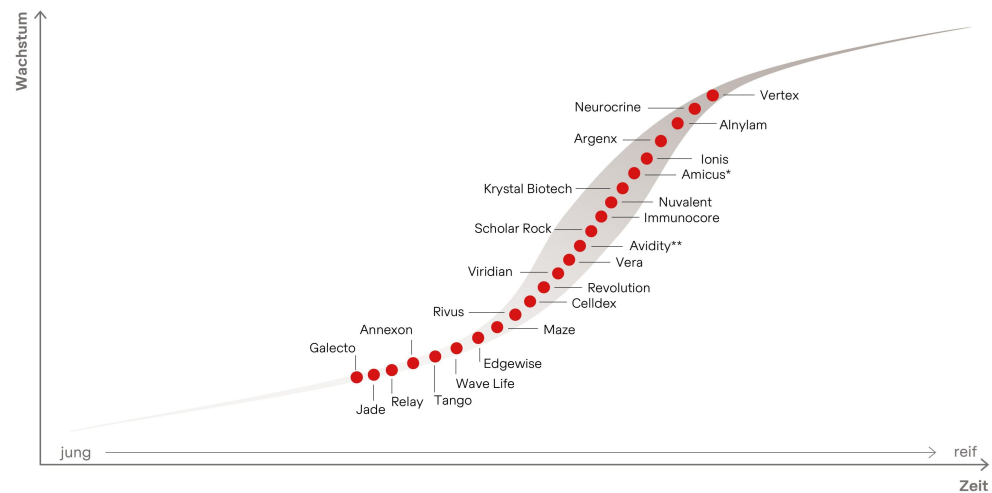 Wachstum
Vertex
Neurocrine
Alnylam
Argenx
Ionis
Amicus*
Krystal Biotech
Nuvalent
Immunocore
Scholar Rock
Avidity**
Vera
Viridian
Revolution
Celldex
Rivus
Maze
Annexon
Galecto
Edgewise
Wave Life
Tango
Relay
Jade
jung
reif
Zeit